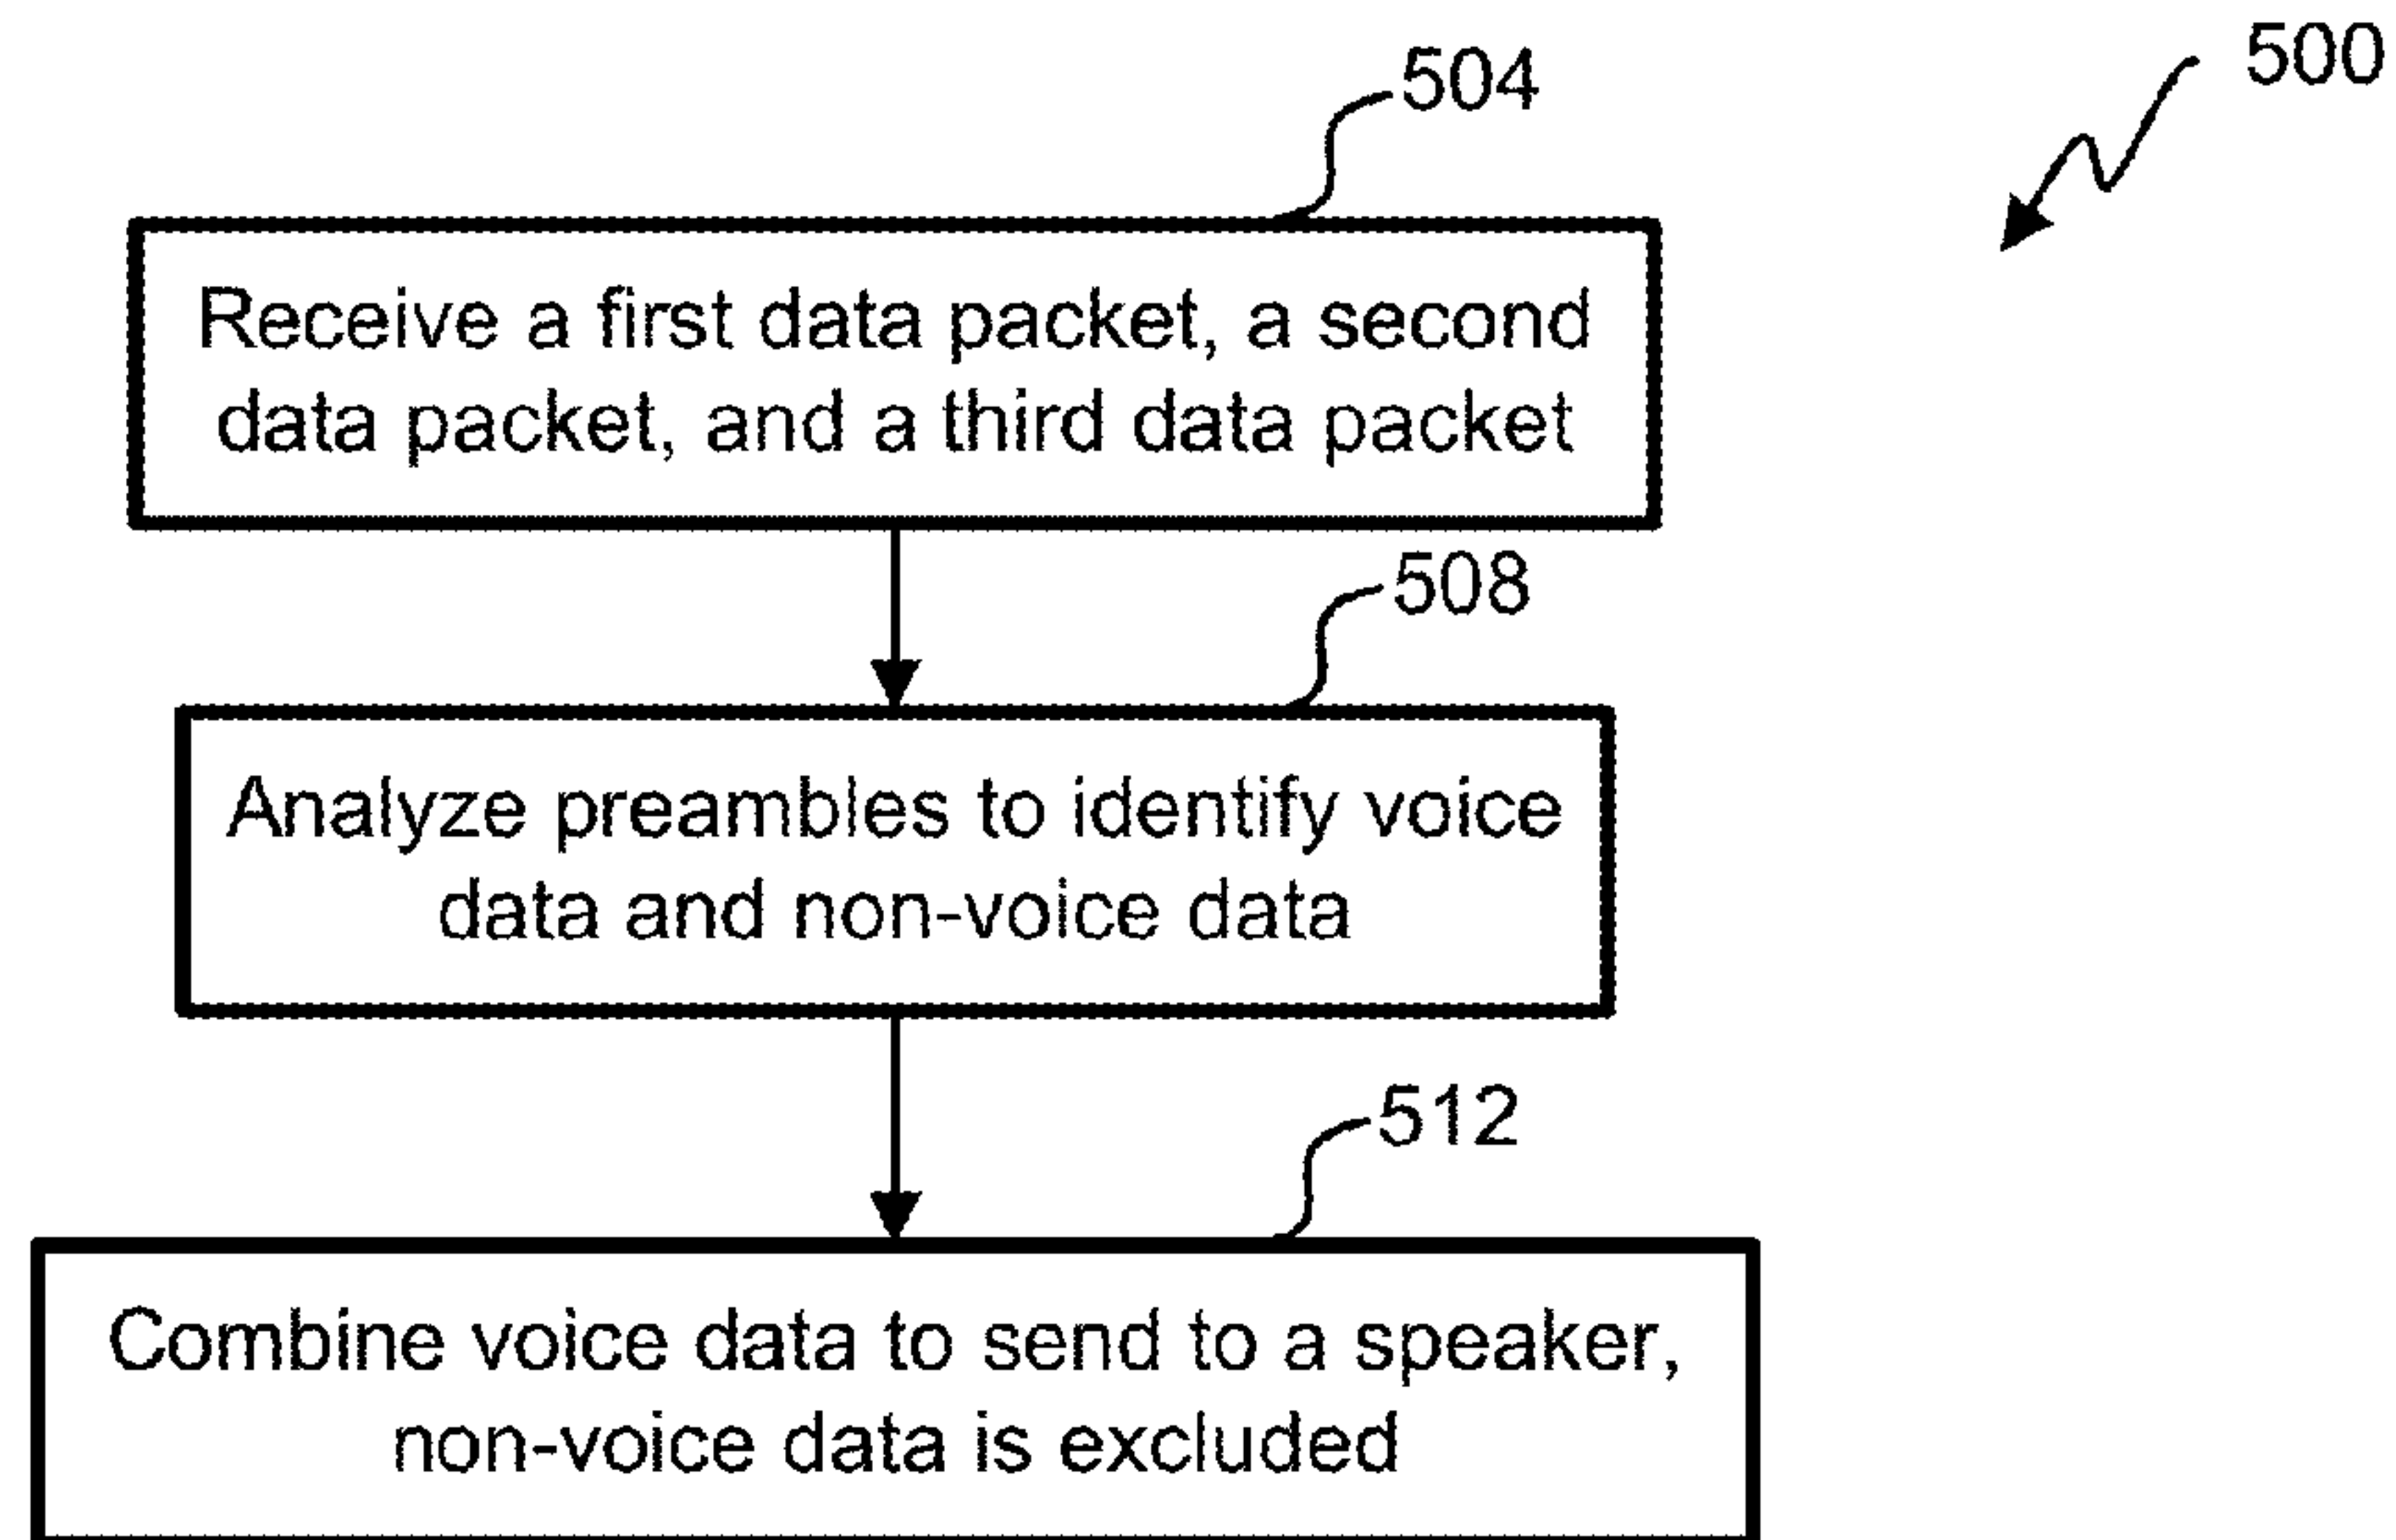 500
504
Receive a first data packet, a second
data packet, and a third data packet
508
Analyze preambles to identify voice
data and non-voice data
512
Combine voice data to send to a speaker,
non-voice data is excluded